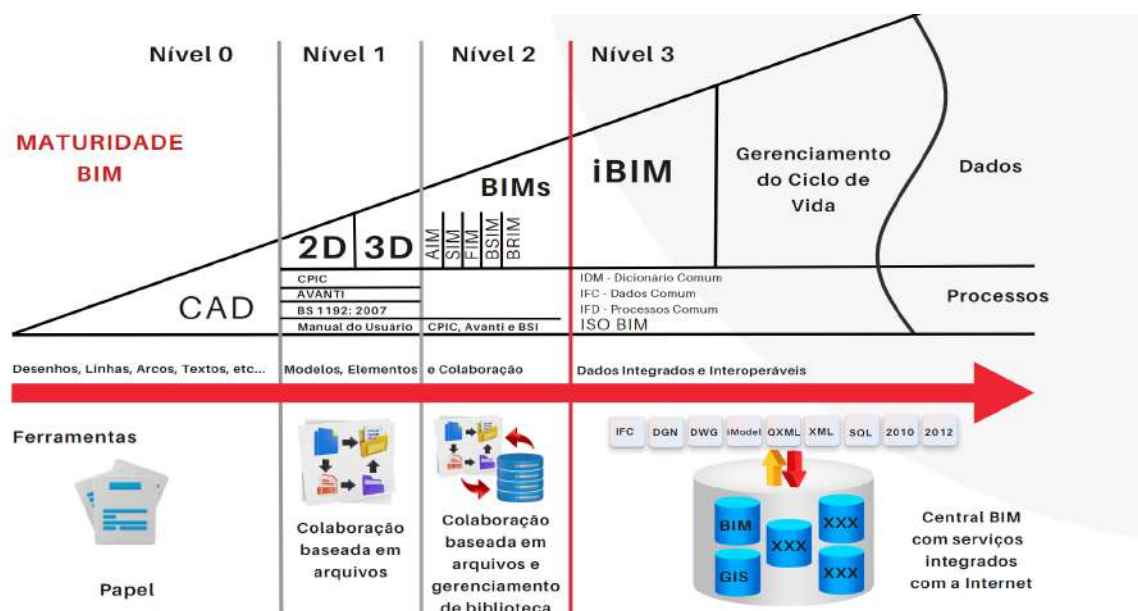 Nível 0
Nível 1
Nível 2
Nível 3
MATURIDADE
BIM
CAD
2D
3D
BIMs
AIM
SIM
FIM
BSIM
BRIM
iBIM
Gerenciamento
do Ciclo de
Vida
Dados
Processos
CPIC
AVANTI
BS 1192: 2007
Manual do Usuário
CPIC, Avanti e BSI
IDM - Dicionário Comum
IFC - Dados Comum
IFD - Processos Comum
ISO BIM
Desenhos, Linhas, Arcos, Textos, etc...
Modelos, Elementos e Colaboração
Dados Integrados e Interoperáveis
Ferramentas
Papel
Colaboração
baseada em
arquivos
Colaboração
baseada em
arquivos e
gerenciamento
de biblioteca
IFC
DGN
DWG
iModel
QXML
XML
SQL
2010
2012
BIM
XXX
XXX
GIS
XXX
Central BIM
com serviços
integrados
com a Internet